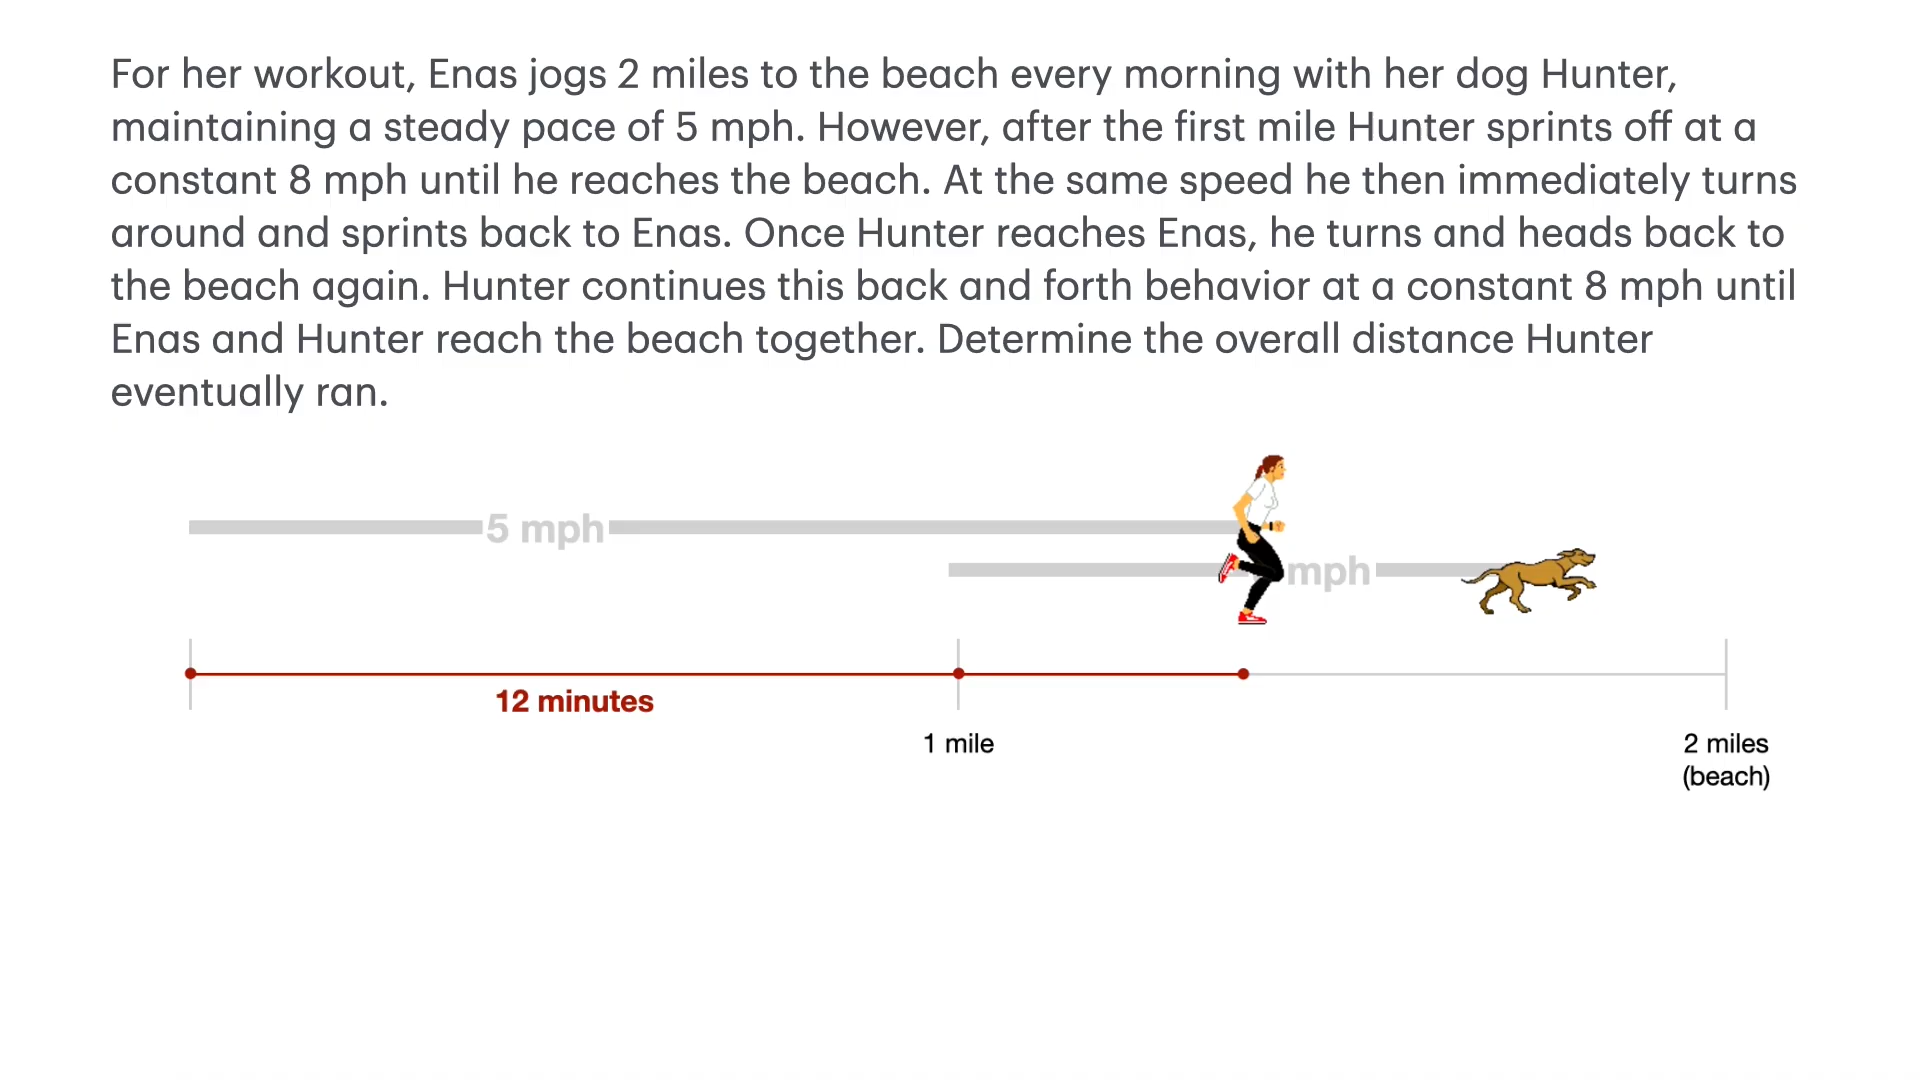 For her workout, Enas jogs 2 miles to the beach every morning with her dog Hunter,
maintaining a steady pace of 5 mph. However, after the first mile Hunter sprints off at a
constant 8 mph until he reaches the beach. At the same speed he then immediately turns
around and sprints back to Enas. Once Hunter reaches Enas, he turns and heads back to
the beach again. Hunter continues this back and forth behavior at a constant 8 mph until
Enas and Hunter reach the beach together. Determine the overall distance Hunter
eventually ran.
5 mph
mph
12 minutes
1 mile
2 miles
(beach)